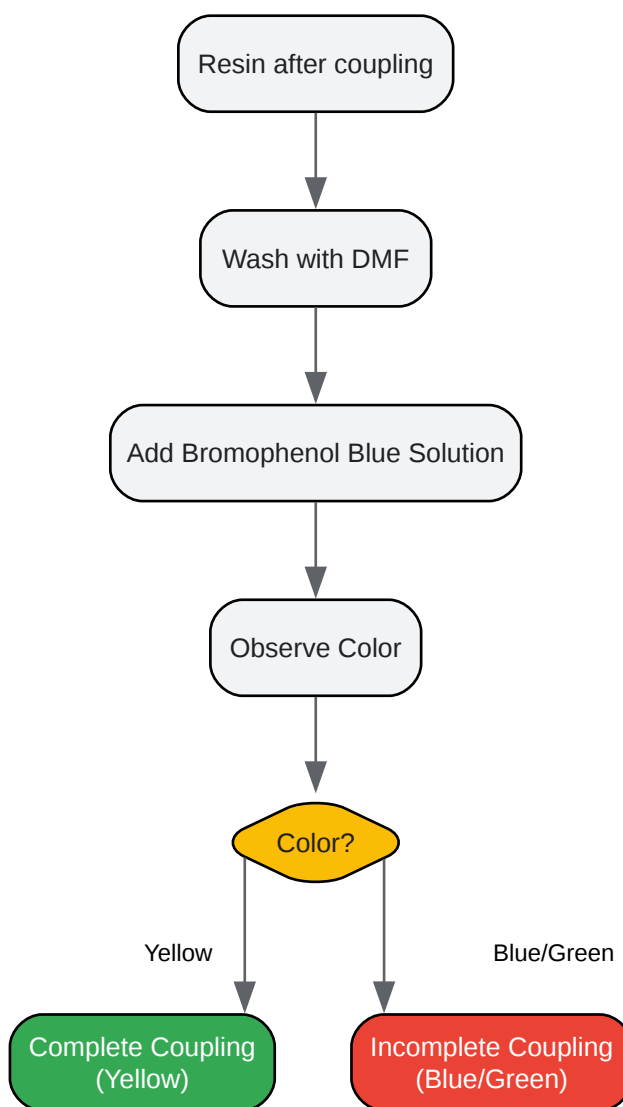 Resin after coupling
Wash with DMF
Add Bromophenol Blue Solution
Observe Color
Color?
Yellow
Blue/Green
Complete Coupling
(Yellow)
Incomplete Coupling
(Blue/Green)